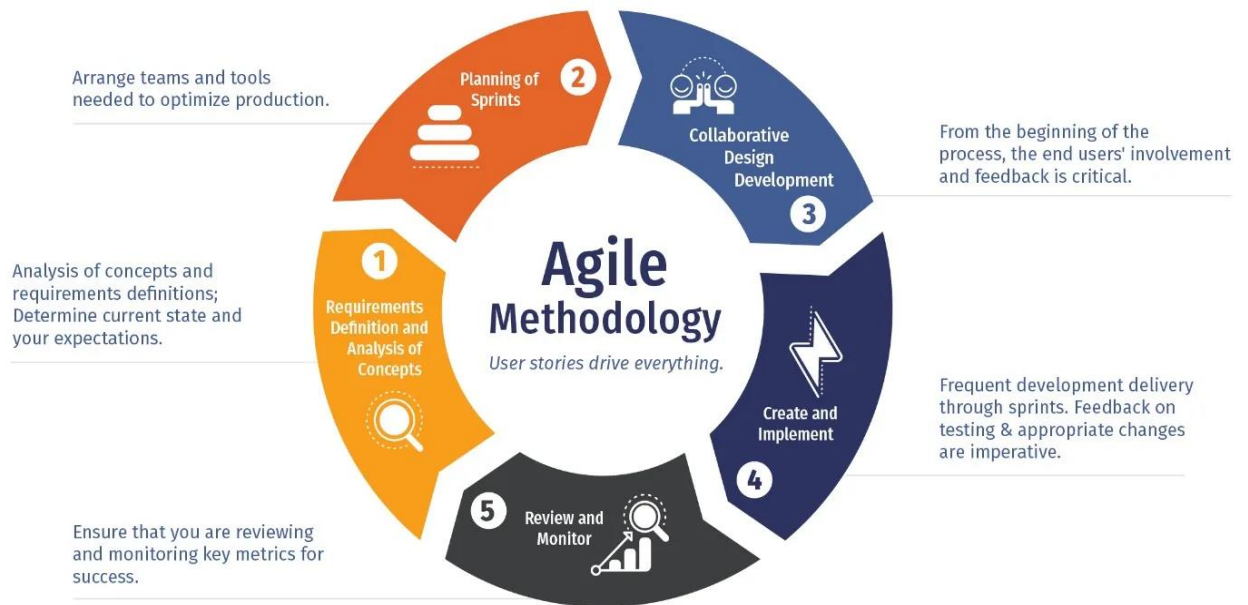 Agile
Methodology
User stories drive everything.
1
Requirements
Definition and
Analysis of
Concepts
Analysis of concepts and
requirements definitions;
Determine current state and
your expectations.
2
Planning of
Sprints
Arrange teams and tools
needed to optimize production.
Collaborative
Design
Development
3
From the beginning of the
process, the end users' involvement
and feedback is critical.
Create and
Implement
4
Frequent development delivery
through sprints. Feedback on
testing & appropriate changes
are imperative.
5
Review and
Monitor
Ensure that you are reviewing
and monitoring key metrics for
success.